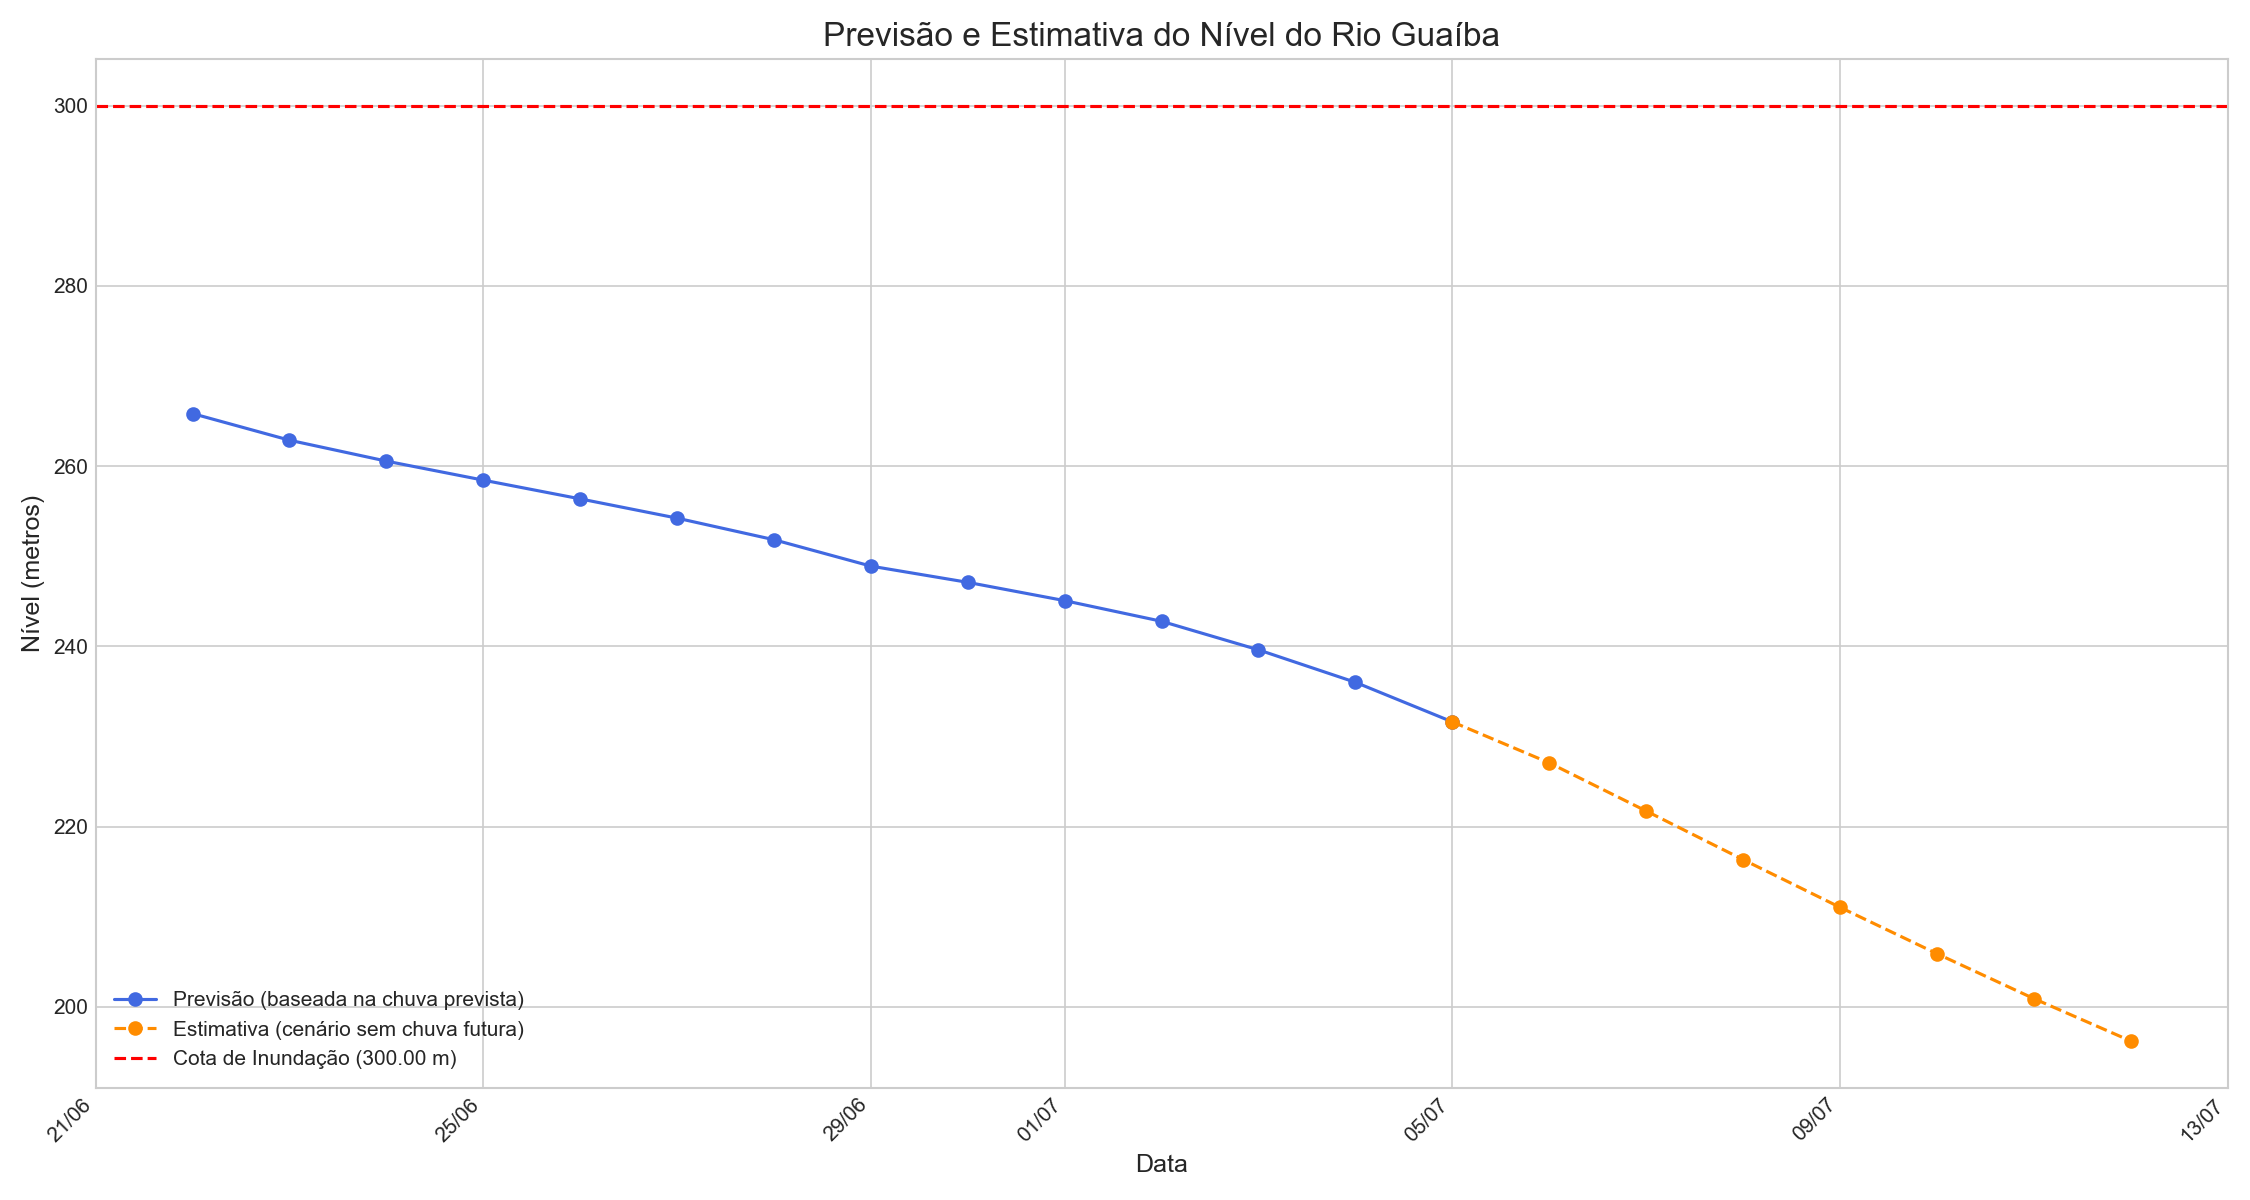 Previsão e Estimativa do Nível do Rio Guaíba
300
280
260
240
220
200
Nível (metros)
Previsão (baseada na chuva prevista)
Estimativa (cenário sem chuva futura)
Cota de Inundação (300.00 m)
21/06
25/06
29/06
01/07
05/07
09/07
13/07
Data